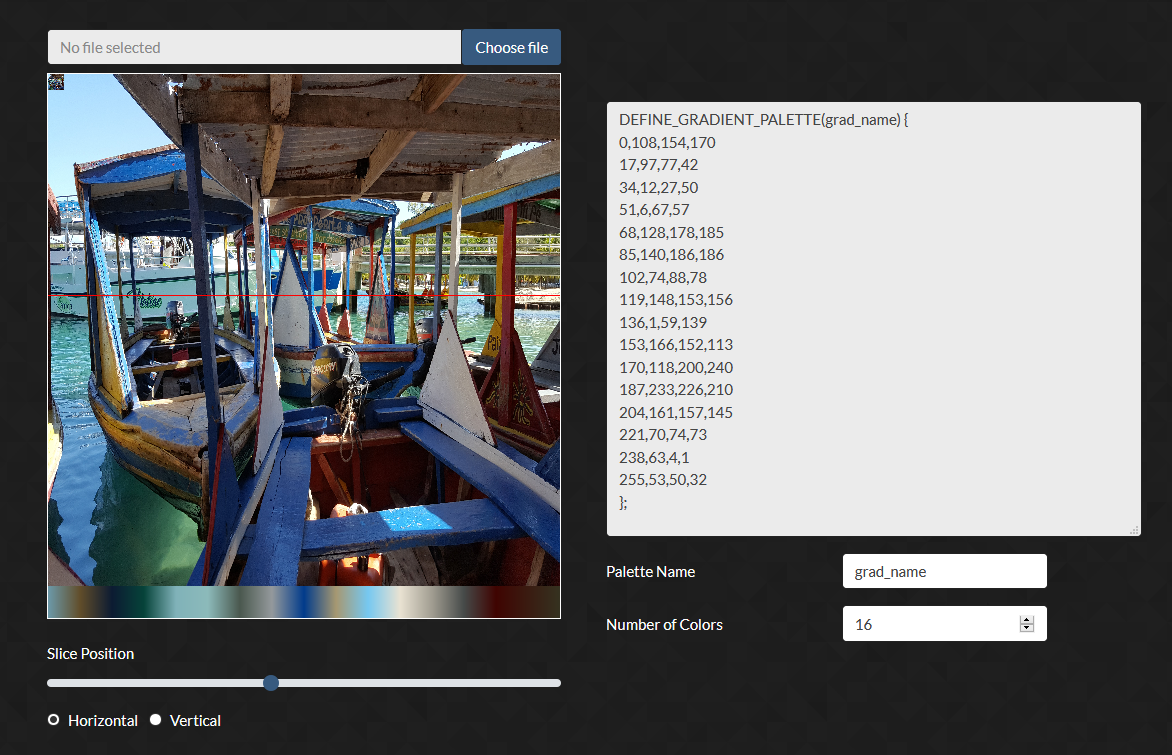 No file selected
Choose file
DEFINE_GRADIENT_PALETTE(grad_name) {
0,108,154,170
17,97,77,42
34,12,27,50
51,6,67,57
68,128,178,185
85,140,186,186
102,74,88,78
119,148,153,156
136,1,59,139
153,166,152,113
170,118,200,240
187,233,226,210
204,161,157,145
221,70,74,73
238,63,4,1
255,53,50,32
};
Palette Name
grad_name
Number of Colors
16
Slice Position
Horizontal
Vertical